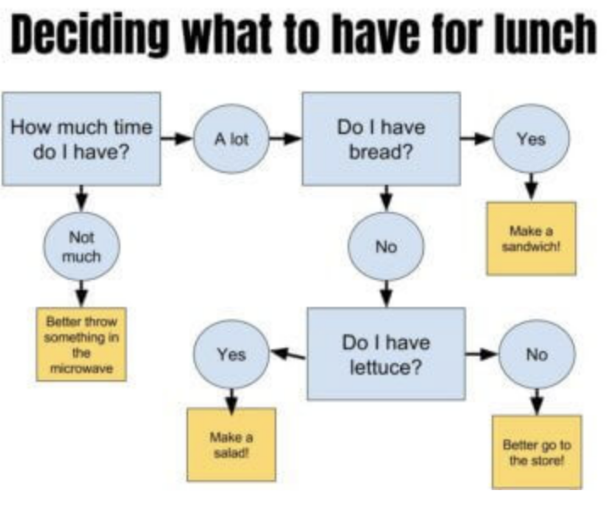 Deciding what to have for lunch
How much time
do I have?
A lot
Do I have
bread?
Yes
Make a
sandwich!
Not
much
No
Better throw
something in
the
microwave
Yes
Do I have
lettuce?
No
Make a
salad!
Better go to
the store!